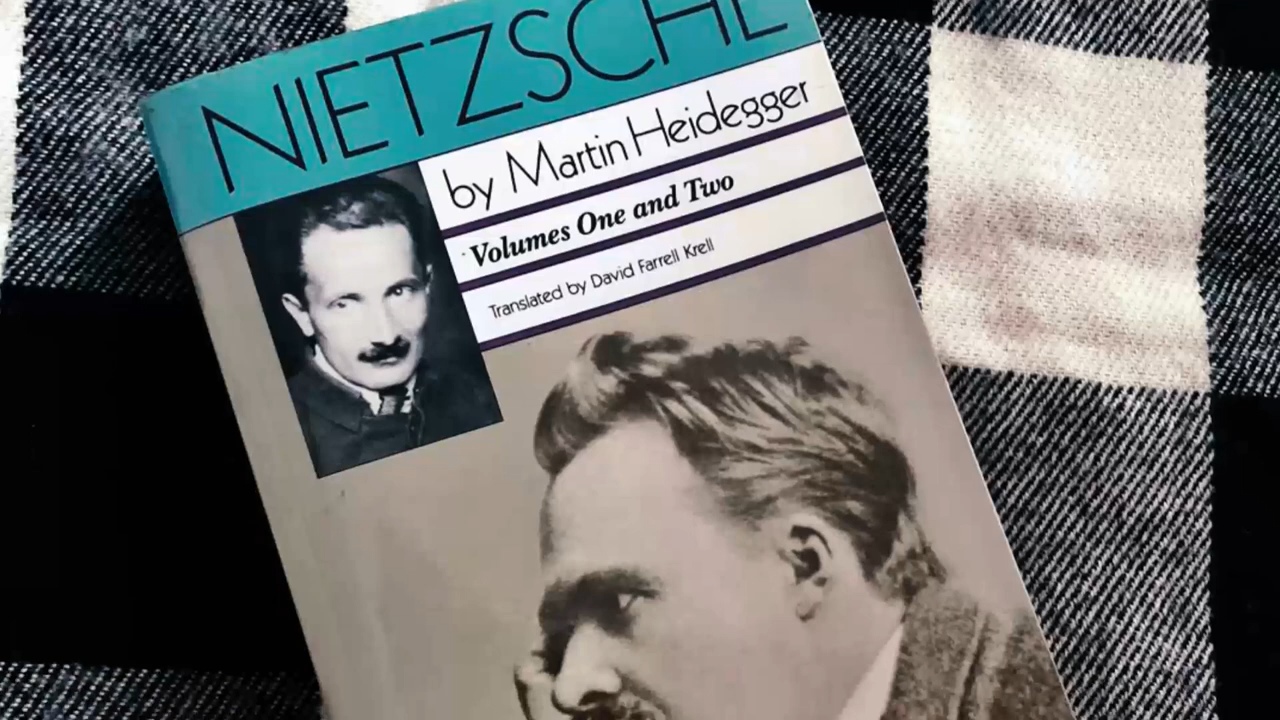 NIETZSCHE
by Martin Heidegger
Volumes One and Two
Translated by David Farrell Krell